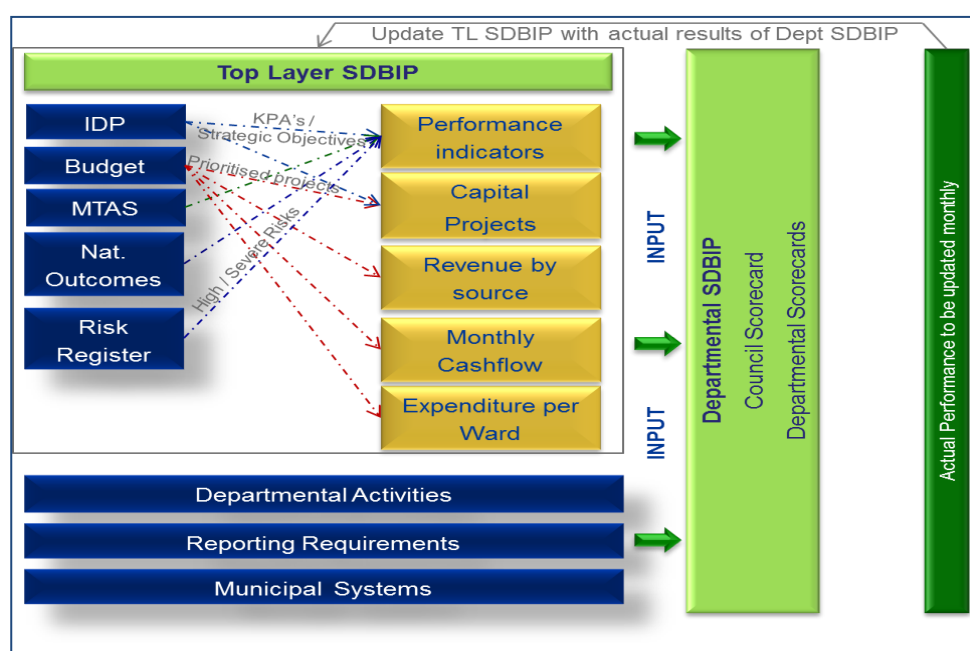 Update TL SDBIP with actual results of Dept SDBIP
Top Layer SDBIP
IDP
Budget
MTAS
Nat.
Outcomes
Risk
Register
KPA's /
Strategic Objectives
Prioritised projects
High / Severe Risks
Performance
indicators
Capital
Projects
Revenue by
source
Monthly
Cashflow
Expenditure per
Ward
INPUT
INPUT
Departmental SDBIP
Council Scorecard
Departmental Scorecards
Actual Performance to be updated monthly
Departmental Activities
Reporting Requirements
Municipal Systems